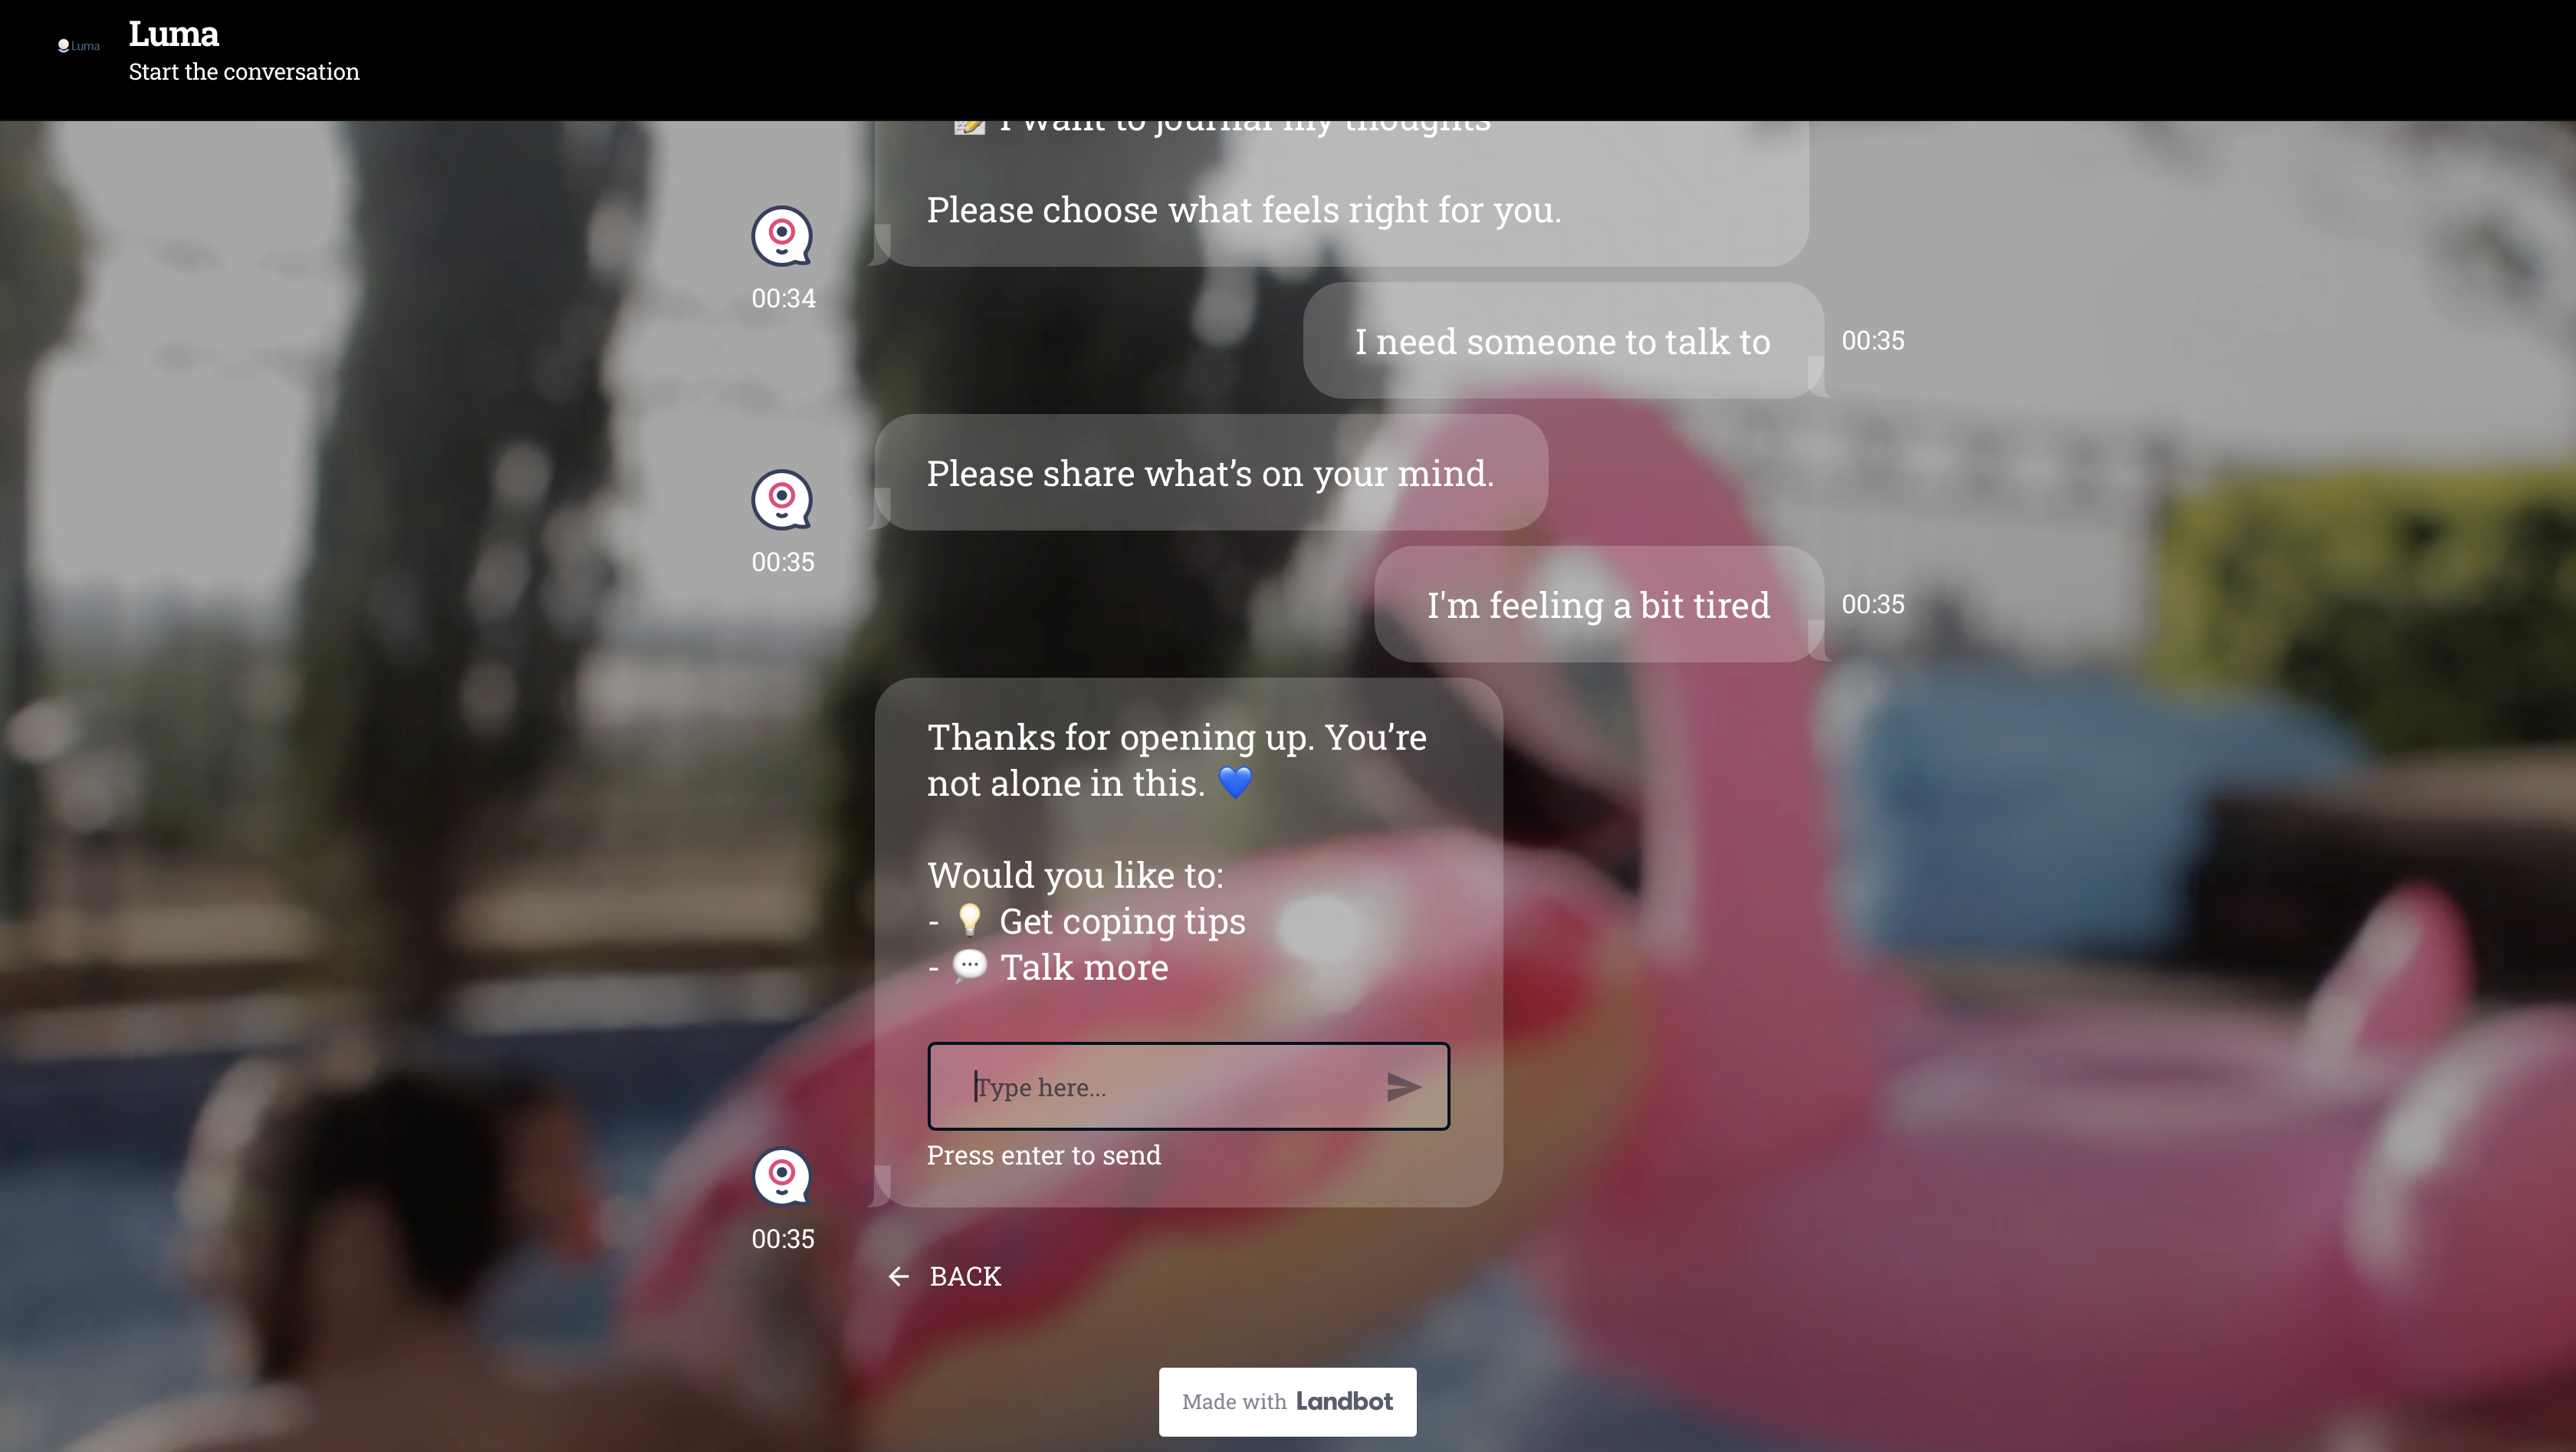 Luma
Luma
Start the conversation
I want to journal my thoughts
Please choose what feels right for you.
00:34
I need someone to talk to
00:35
Please share what’s on your mind.
00:35
I'm feeling a bit tired
00:35
Thanks for opening up. You’re
not alone in this. 💙
Would you like to:
- 💡 Get coping tips
- 💬 Talk more
Type here...
Press enter to send
00:35
BACK
Made with Landbot